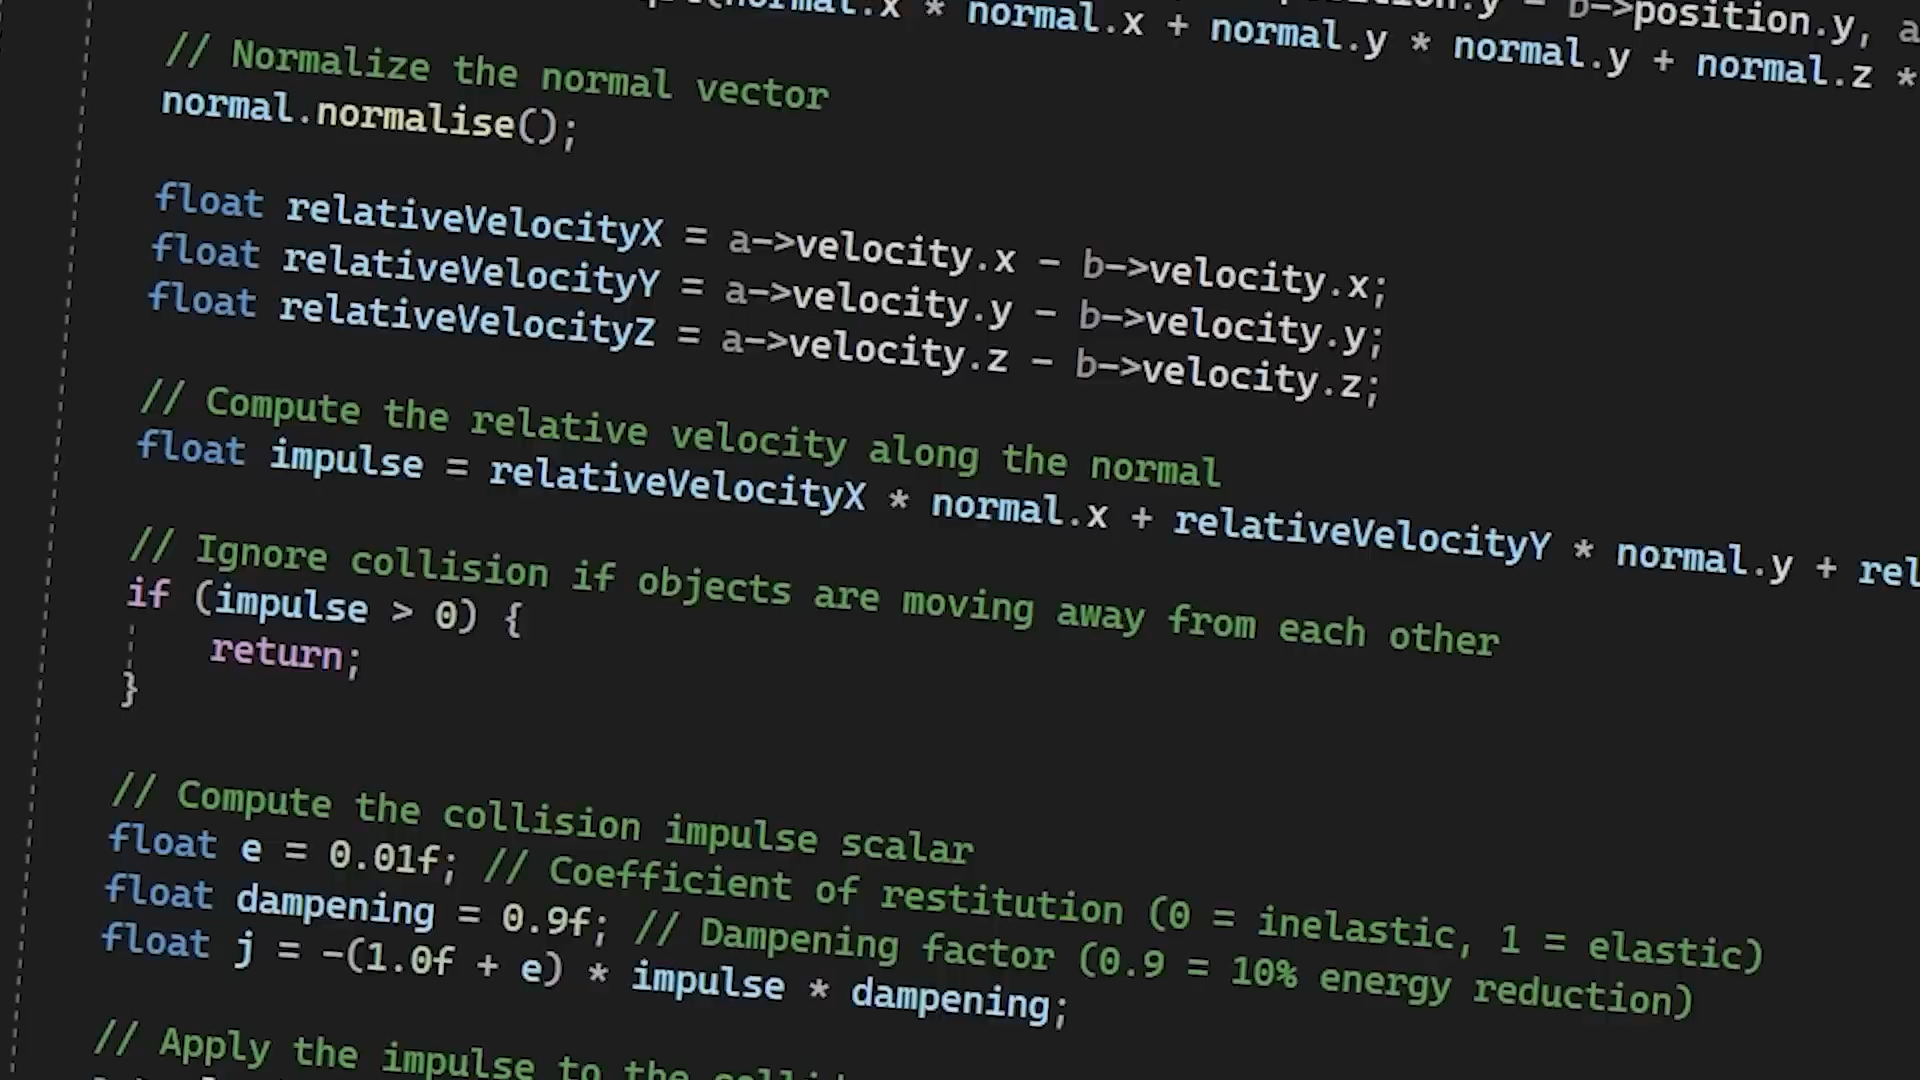 normal.x * normal.x + normal.y * normal.y + normal.z *
b->position.y,
// Normalize the normal vector
normal.normalise();
float relativeVelocityX = a->velocity.x - b->velocity.x;
float relativeVelocityY = a->velocity.y - b->velocity.y;
float relativeVelocityZ = a->velocity.z - b->velocity.z;
// Compute the relative velocity along the normal
float impulse = relativeVelocityX * normal.x + relativeVelocityY * normal.y +
// Ignore collision if objects are moving away from each other
if (impulse > 0) {
return;
}
// Compute the collision impulse scalar
float e = 0.01f; // Coefficient of restitution (0 = inelastic, 1 = elastic)
float dampening = 0.9f; // Dampening factor (0.9 = 10% energy reduction)
float j = -(1.0f + e) * impulse * dampening;
// Apply the impulse to the